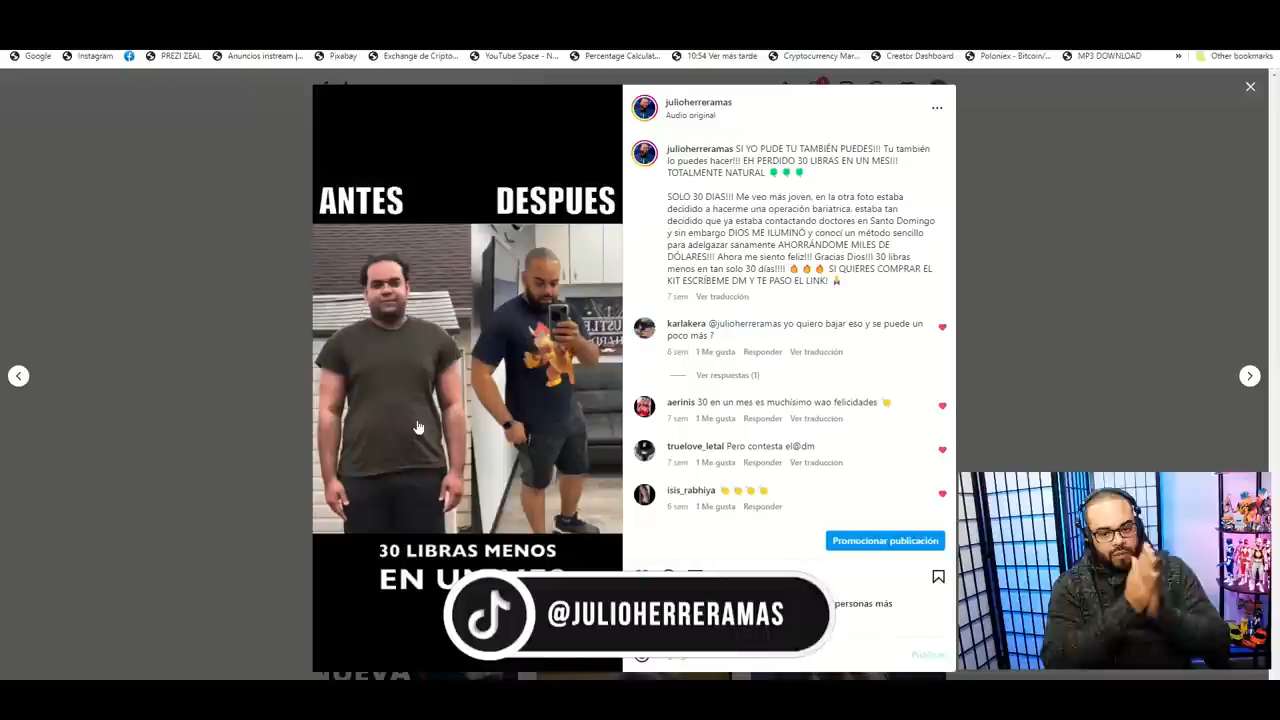 Google Instagram PREZI ZEAL Anuncios instream |... Pixabay Exchange de Cripto... YouTube Space - N... Percentage Calculat... 10:54 Ver más tarde Cryptocurrency Mar... Creator Dashboard Poloniex - Bitcoin/... MP3 DOWNLOAD » Other bookmarks
ANTES DESPUES
30 LIBRAS MENOS
julioherreramas
Audio original
julioherreramas SI YO PUDE TU TAMBIÉN PUEDES!!! Tu también
lo puedes hacer!!! EH PERDIDO 30 LIBRAS EN UN MES!!!
TOTALMENTE NATURAL
SOLO 30 DIAS!!! Me veo más joven, en la otra foto estaba
decidido a hacerme una operación bariatrica. estaba tan
decidido que ya estaba contactando doctores en Santo Domingo
y sin embargo DIOS ME ILUMINÓ y conocí un método sencillo
para adelgazar sanamente AHORRÁNDOME MILES DE
DÓLARES!!! Ahora me siento feliz!!! Gracias Dios!!! 30 libras
menos en tan solo 30 días!!!! 🔥🔥🔥 SI QUIERES COMPRAR EL
KIT ESCRÍBEME DM Y TE PASO EL LINK!
7 sem Ver traducción
karlakera @julioherreramas yo quiero bajar eso y se puede un
poco más ?
6 sem 1 Me gusta Responder Ver traducción
Ver respuestas (1)
aerinis 30 en un mes es muchísimo wao felicidades 👏
7 sem 1 Me gusta Responder Ver traducción
truelove_letal Pero contesta el@dm
7 sem 1 Me gusta Responder Ver traducción
isis_rabhiya 👏👏👏👏
6 sem 1 Me gusta Responder
Promocionar publicación
personas más
Publicar
@JULIOHERRERAMAS